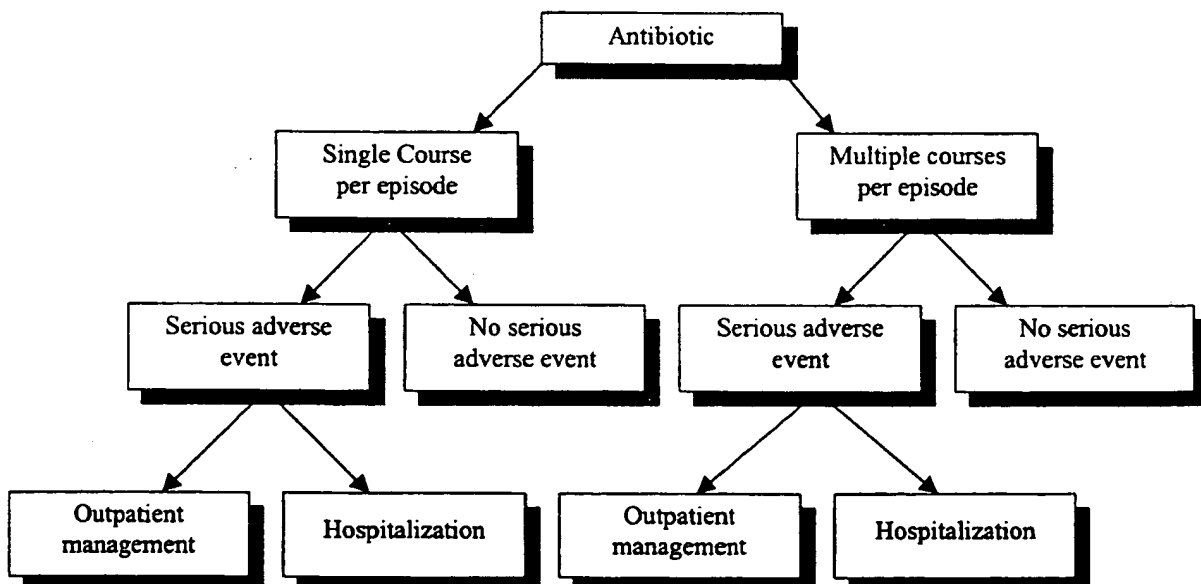 Antibiotic
Single Course
per episode
Multiple courses
per episode
Serious adverse
event
No serious
adverse event
Serious adverse
event
No serious
adverse event
Outpatient
management
Hospitalization
Outpatient
management
Hospitalization